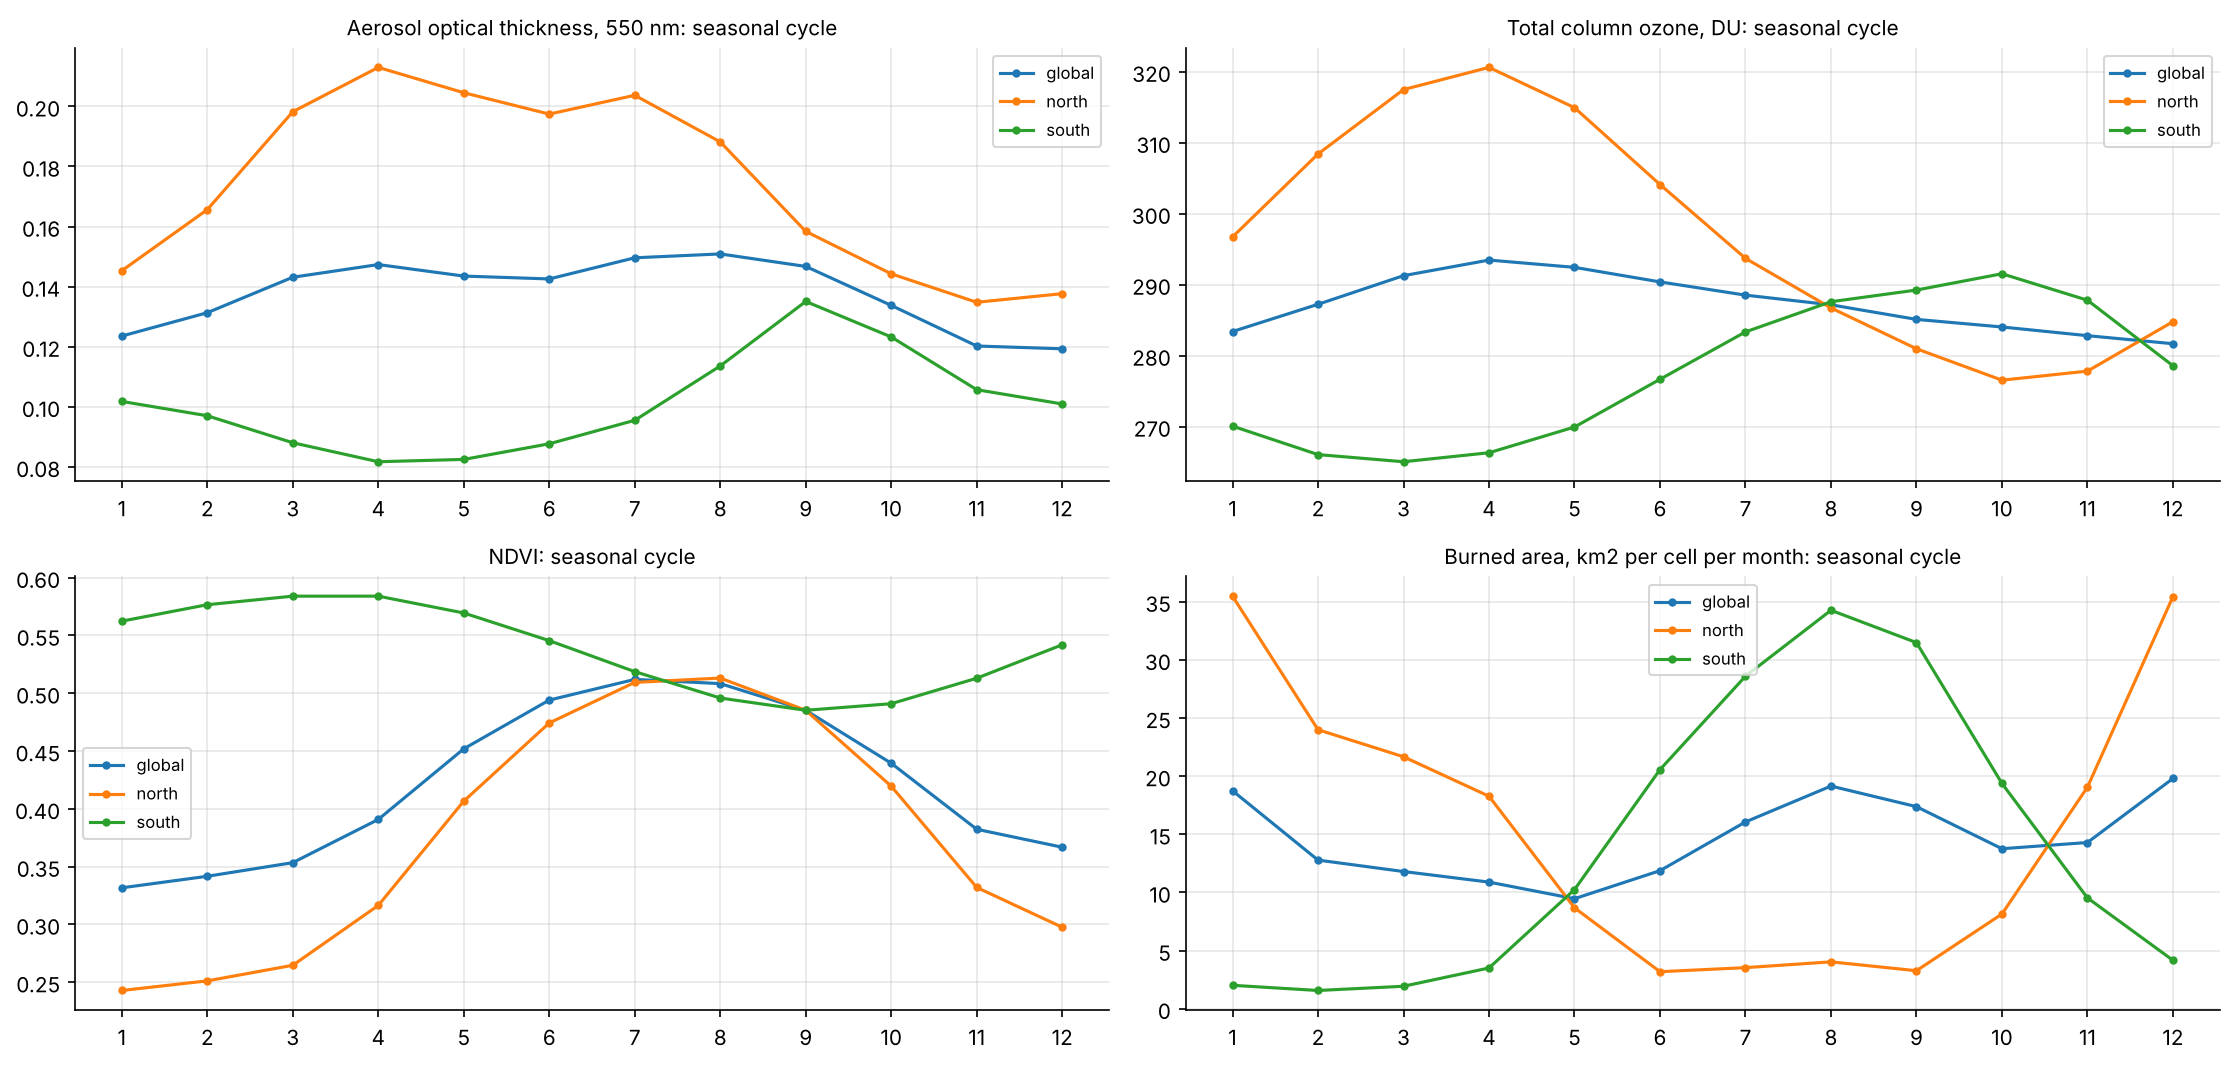 Aerosol optical thickness, 550 nm: seasonal cycle
global
north
south
0.20
0.18
0.16
0.14
0.12
0.10
0.08
1 2 3 4 5 6 7 8 9 10 11 12
Total column ozone, DU: seasonal cycle
global
north
south
320
310
300
290
280
270
1 2 3 4 5 6 7 8 9 10 11 12
NDVI: seasonal cycle
0.60
0.55
0.50
0.45
global
north
south
0.40
0.35
0.30
0.25
1 2 3 4 5 6 7 8 9 10 11 12
Burned area, km2 per cell per month: seasonal cycle
global
north
south
35
30
25
20
15
10
5
0
1 2 3 4 5 6 7 8 9 10 11 12